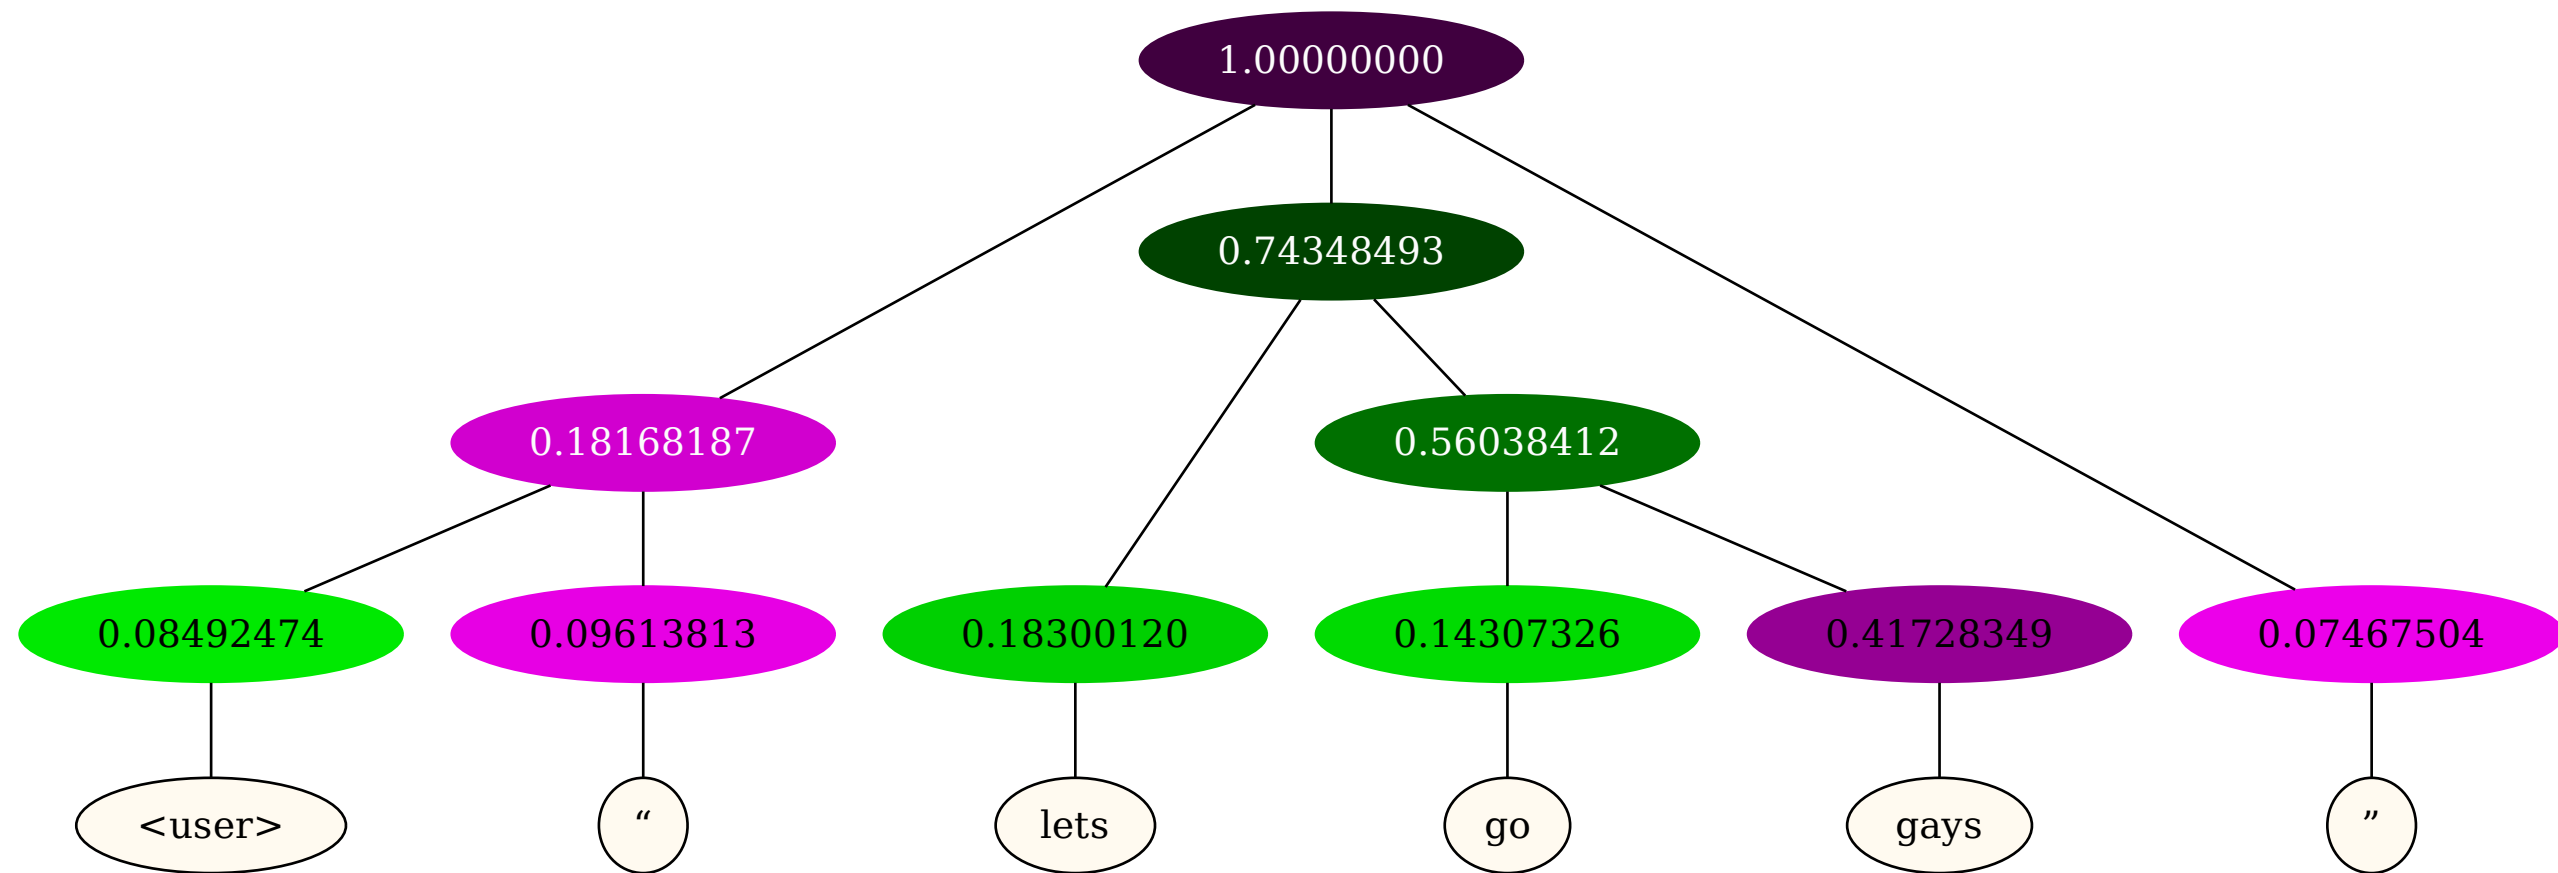 1.00000000
0.74348493
0.18168187 0.56038412
0.08492474 0.09613813 0.18300120 0.14307326 0.41728349 0.07467504
<user> “ lets go gays ”